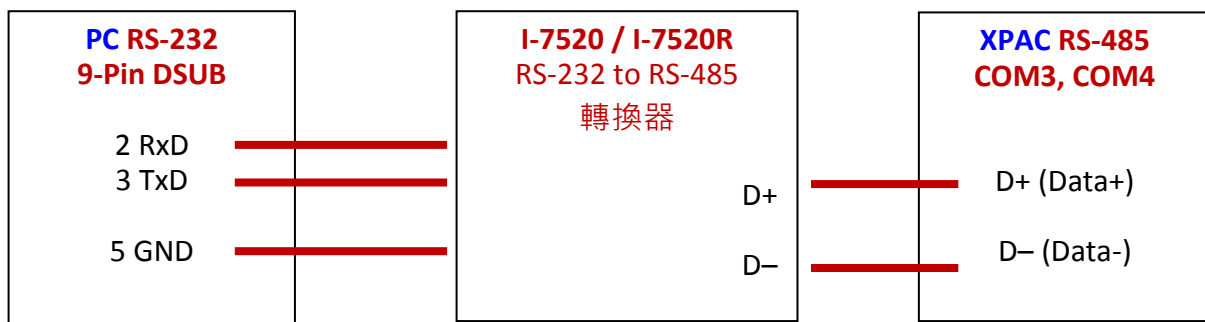 PC RS-232
9-Pin DSUB
2 RxD
3 TxD
5 GND
I-7520 / I-7520R
RS-232 to RS-485
轉換器
D+
D–
XPAC RS-485
COM3, COM4
D+ (Data+)
D– (Data-)